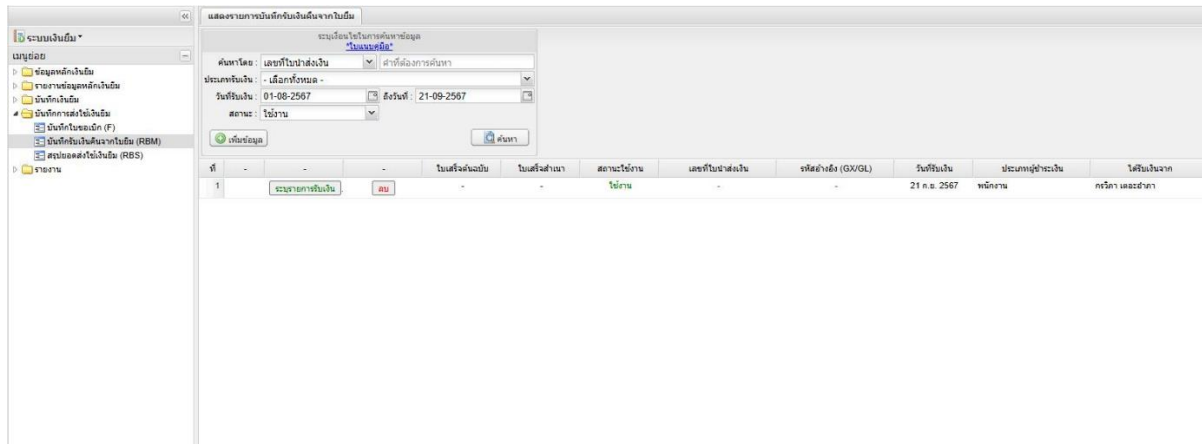 แสดงรายการบันทึกรับเงินคืนจากใบยืม
ระบบเงินยืม
เมนูย่อย
ข้อมูลหลักเงินยืม
รายงานข้อมูลหลักเงินยืม
บันทึกเงินยืม
บันทึกการส่งใช้เงินยืม
บันทึกใบขอเบิก (F)
บันทึกรับเงินคืนจากใบยืม (RBM)
สรุปยอดส่งใช้เงินยืม (RBS)
รายงาน
ระบุเงื่อนไขในการค้นหาข้อมูล
*ใบแนบคู่มือ*
ค้นหาโดย : เลขที่ใบนำส่งเงิน คำที่ต้องการค้นหา
ประเภทรับเงิน : - เลือกทั้งหมด -
วันที่รับเงิน : 01-08-2567 ถึงวันที่ : 21-09-2567
สถานะ : ใช้งาน
เพิ่มข้อมูล ค้นหา
ที่ - - - ใบเสร็จต้นฉบับ ใบเสร็จสำเนา สถานะใช้งาน เลขที่ใบนำส่งเงิน รหัสอ้างอิง (GX/GL) วันที่รับเงิน ประเภทผู้ชำระเงิน ได้รับเงินจาก
1 ระบุรายการรับเงิน ลบ - - ใช้งาน - - 21 ก.ย. 2567 พนักงาน กรวิภา